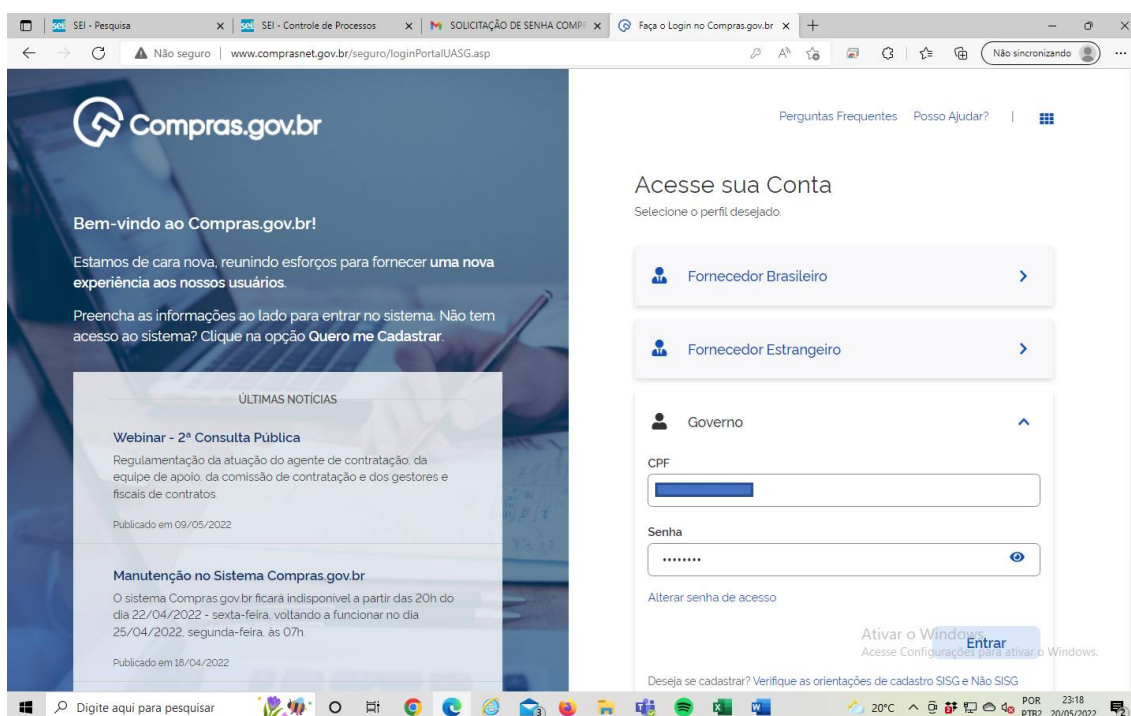 SEI - Pesquisa
SEI - Controle de Processos
SOLICITAÇÃO DE SENHA COMPR
Faça o Login no Compras.gov.br
Não seguro
www.comprasnet.gov.br/seguro/loginPortalUASG.asp
Não sincronizando
Compras.gov.br
Bem-vindo ao Compras.gov.br!
Estamos de cara nova, reunindo esforços para fornecer uma nova
experiência aos nossos usuários.
Preencha as informações ao lado para entrar no sistema. Não tem
acesso ao sistema? Clique na opção Quero me Cadastrar.
ÚLTIMAS NOTÍCIAS
Webinar - 2ª Consulta Pública
Regulamentação da atuação do agente de contratação, da
equipe de apoio, da comissão de contratação e dos gestores e
fiscais de contratos.
Publicado em 09/05/2022
Manutenção no Sistema Compras.gov.br
O sistema Compras.gov.br ficará indisponível a partir das 20h do
dia 22/04/2022 - sexta-feira, voltando a funcionar no dia
25/04/2022, segunda-feira, às 07h.
Publicado em 18/04/2022
Perguntas Frequentes
Posso Ajudar?
Acesse sua Conta
Selecione o perfil desejado.
Fornecedor Brasileiro
Fornecedor Estrangeiro
Governo
CPF
Senha
Alterar senha de acesso
Entrar
Ativar o Windows
Acesse Configurações para ativar o Windows.
Deseja se cadastrar? Verifique as orientações de cadastro SISG e Não SISG
Digite aqui para pesquisar
20°C
POR
PTB2
23:18
20/05/2022